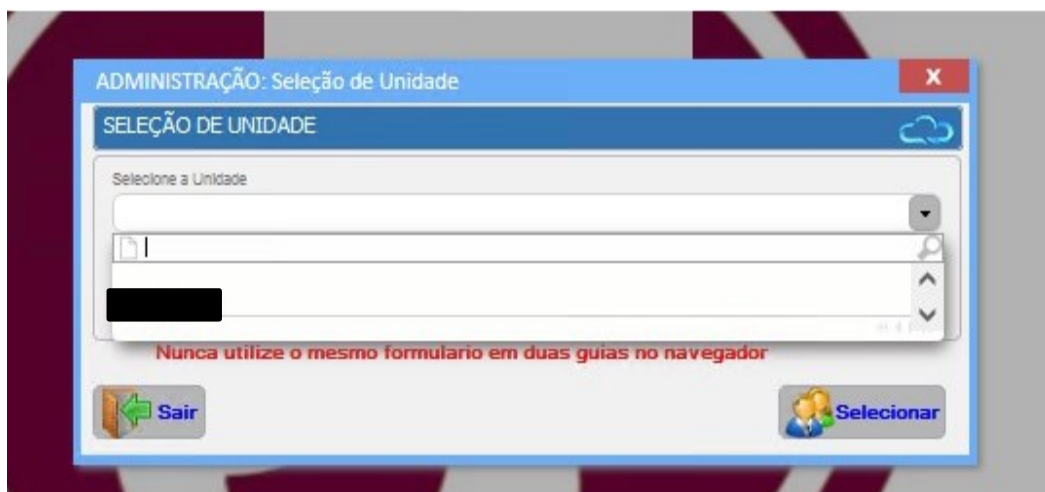 ADMINISTRAÇÃO: Seleção de Unidade
X
SELEÇÃO DE UNIDADE
Selecione a Unidade
Nunca utilize o mesmo formulario em duas guias no navegador
Sair
Selecionar